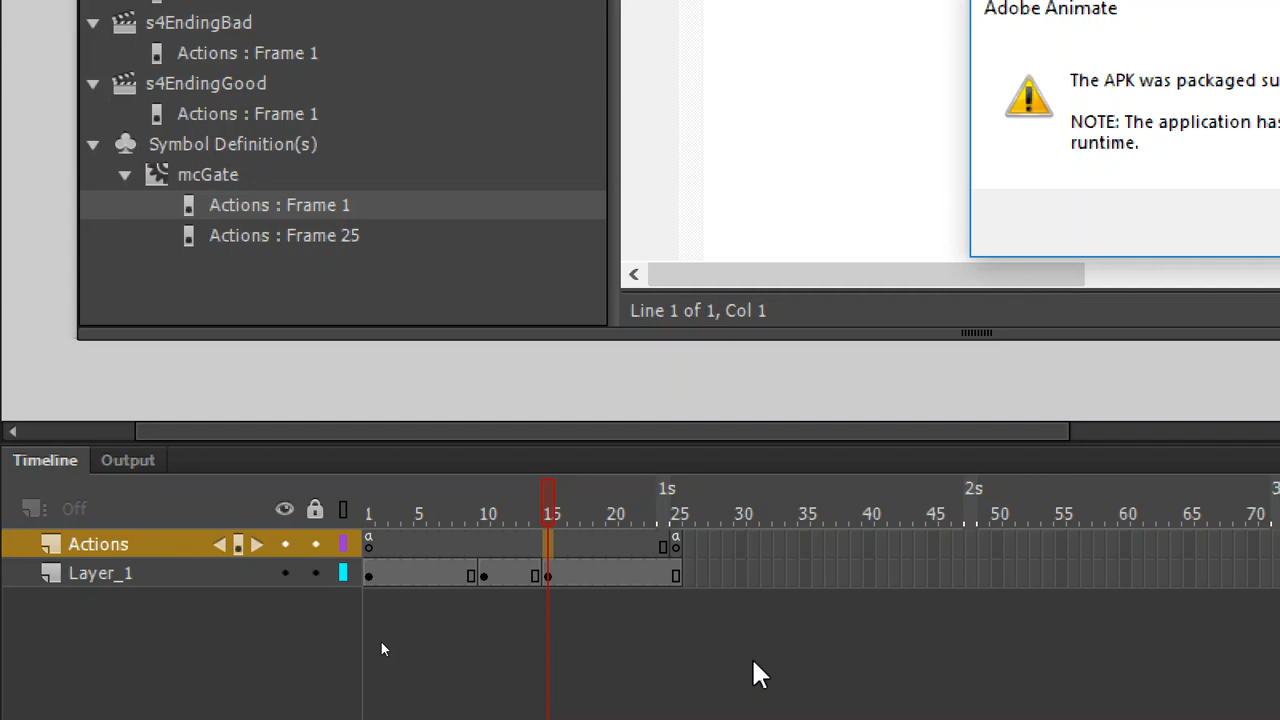 s4EndingBad
Actions : Frame 1
s4EndingGood
Actions : Frame 1
Symbol Definition(s)
mcGate
Actions : Frame 1
Actions : Frame 25
Adobe Animate
The APK was packaged su
NOTE: The application has
runtime.
Line 1 of 1, Col 1
Timeline Output
Off 1s 2s 3
1 5 10 15 20 25 30 35 40 45 50 55 60 65 70
Actions a a
Layer_1